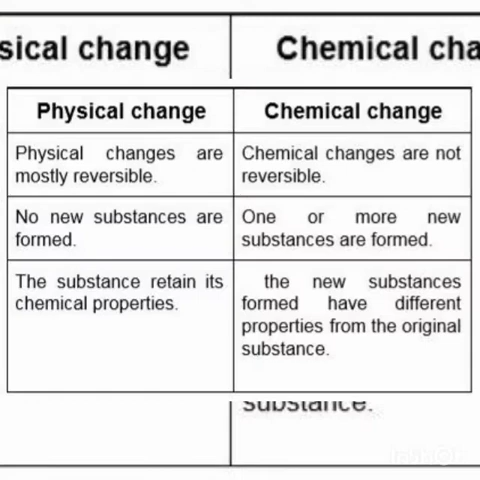 sical change
Chemical cha
Physical change
Chemical change
Physical changes are
mostly reversible.
Chemical changes are not
reversible.
No new substances are
formed.
One or more new
substances are formed.
The substance retain its
chemical properties.
the new substances
formed have different
properties from the original
substance.
substance.